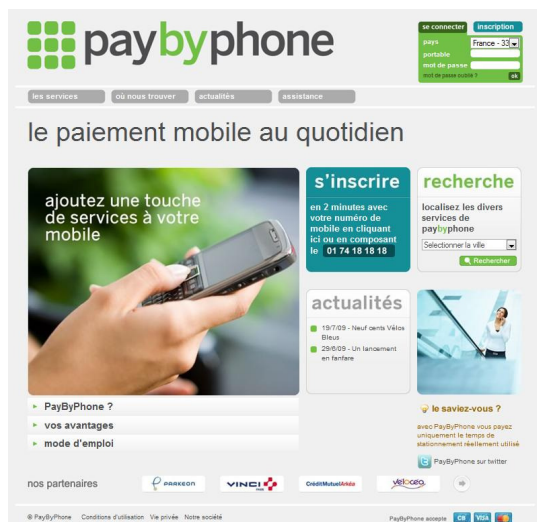 paybyphone
se connecter
inscription
pays
France - 33
portable
mot de passe
mot de passe oublié ?
ok
les services
où nous trouver
actualités
assistance
le paiement mobile au quotidien
ajoutez une touche
de services à votre
mobile
s'inscrire
en 2 minutes avec
votre numéro de
mobile en cliquant
ici ou en composant
le 01 74 18 18 18
recherche
localisez les divers
services de
paybyphone
Selectionner la ville
Rechercher
actualités
19/7/09 - Neuf cents Vélos
Bleus
29/6/09 - Un lancement
en fanfare
PayByPhone ?
vos avantages
mode d'emploi
le saviez-vous ?
avec PayByPhone vous payez
uniquement le temps de
stationnement réellement utilisé
PayByPhone sur twitter
nos partenaires
PARKEON
VINCI
CréditMutuelArkéa
veloceo
© PayByPhone Conditions d'utilisation Vie privée Notre société
PayByPhone accepte CB VISA